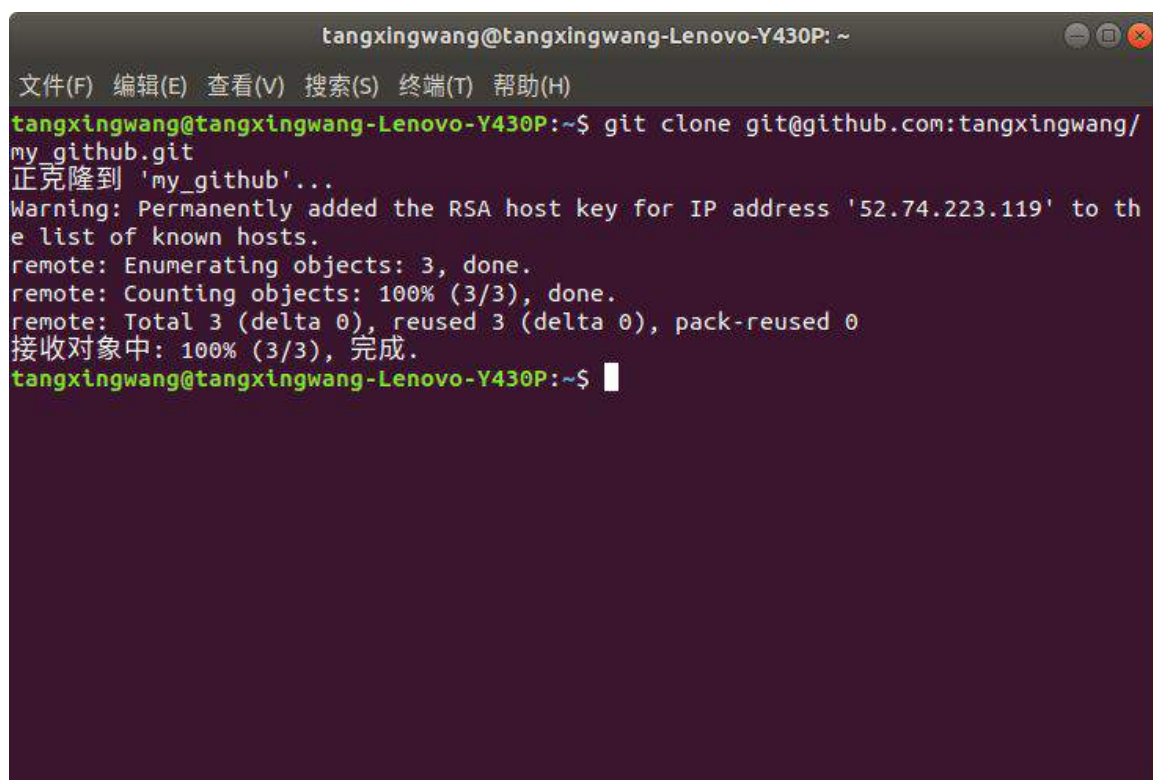 tangxingwang@tangxingwang-Lenovo-Y430P: ~
文件(F) 编辑(E) 查看(V) 搜索(S) 终端(T) 帮助(H)
tangxingwang@tangxingwang-Lenovo-Y430P:~$ git clone git@github.com:tangxingwang/
my_github.git
正克隆到 'my_github'...
Warning: Permanently added the RSA host key for IP address '52.74.223.119' to th
e list of known hosts.
remote: Enumerating objects: 3, done.
remote: Counting objects: 100% (3/3), done.
remote: Total 3 (delta 0), reused 3 (delta 0), pack-reused 0
接收对象中: 100% (3/3), 完成.
tangxingwang@tangxingwang-Lenovo-Y430P:~$